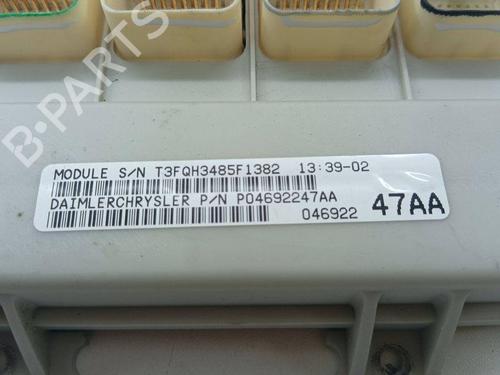 B-PARTS
MODULE S/N T3FQH3485F1382 13:39-02
DAIMLERCHRYSLER P/N P04692247AA
046922 47AA